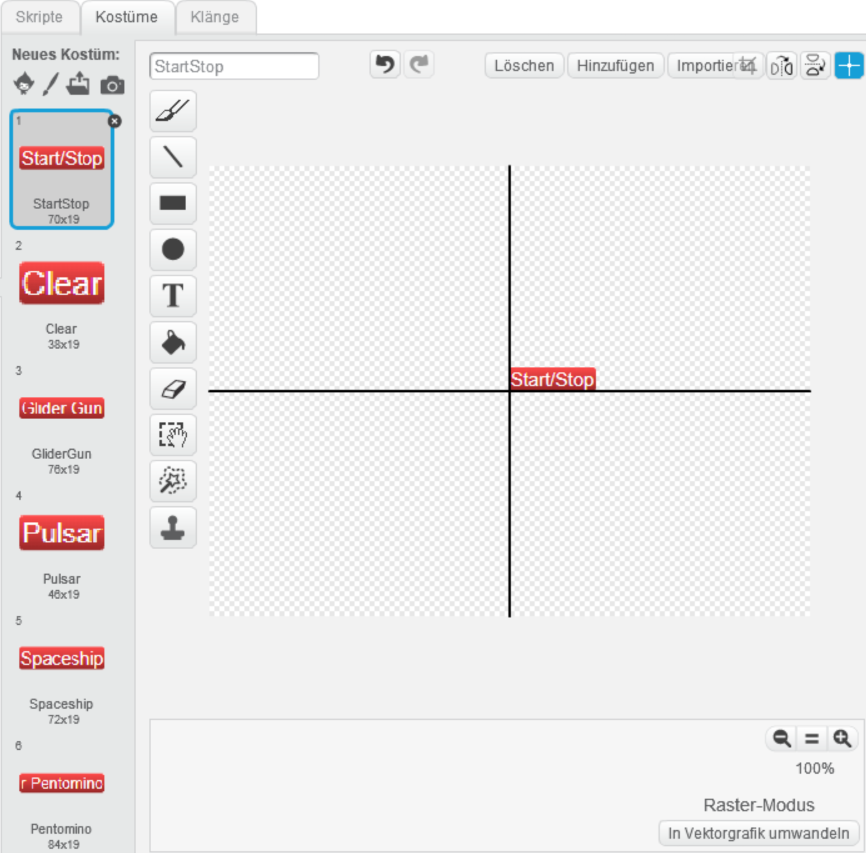 Skripte Kostüme Klänge
Neues Kostüm:
StartStop
Löschen Hinzufügen Importieren
1
Start/Stop
StartStop
70x19
2
Clear
Clear
38x19
3
Glider Gun
GliderGun
76x19
4
Pulsar
Pulsar
46x19
5
Spaceship
Spaceship
72x19
6
r Pentomino
Pentomino
84x19
T
Start/Stop
100%
Raster-Modus
In Vektorgrafik umwandeln